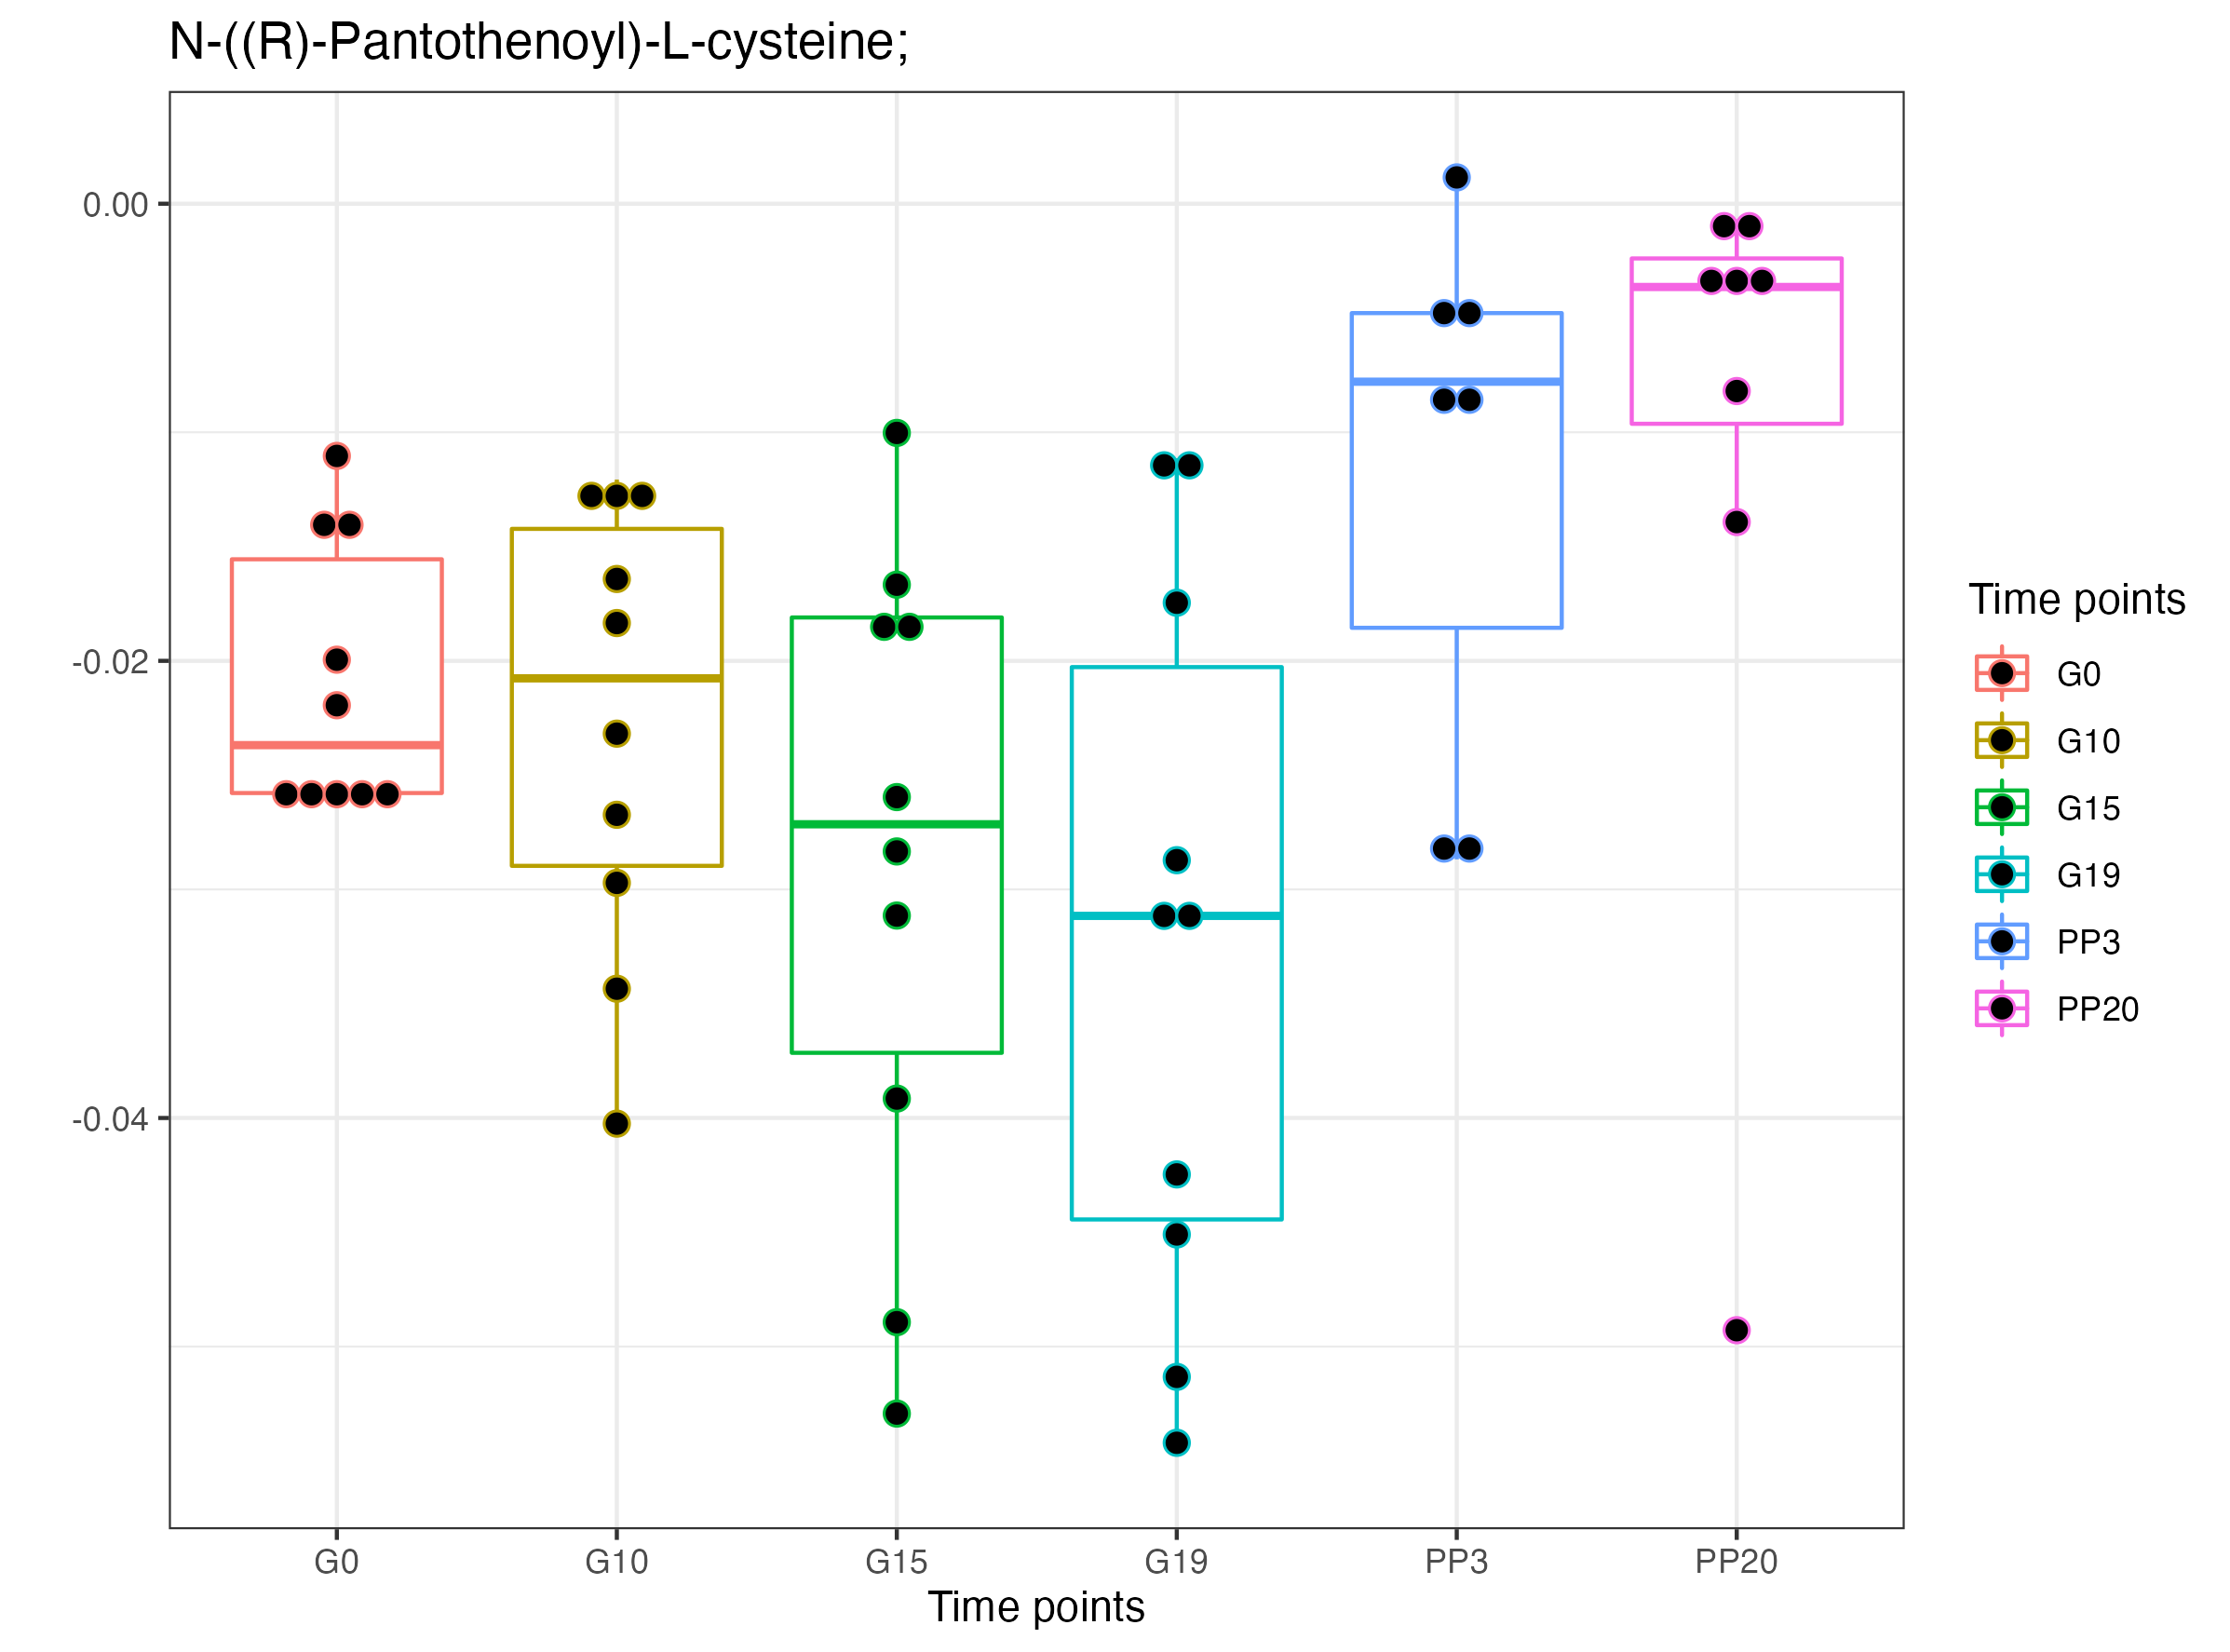 N-((R)-Pantothenoyl)-L-cysteine;
0.00
-0.02
-0.04
G0 G10 G15 G19 PP3 PP20
Time points
Time points
G0
G10
G15
G19
PP3
PP20